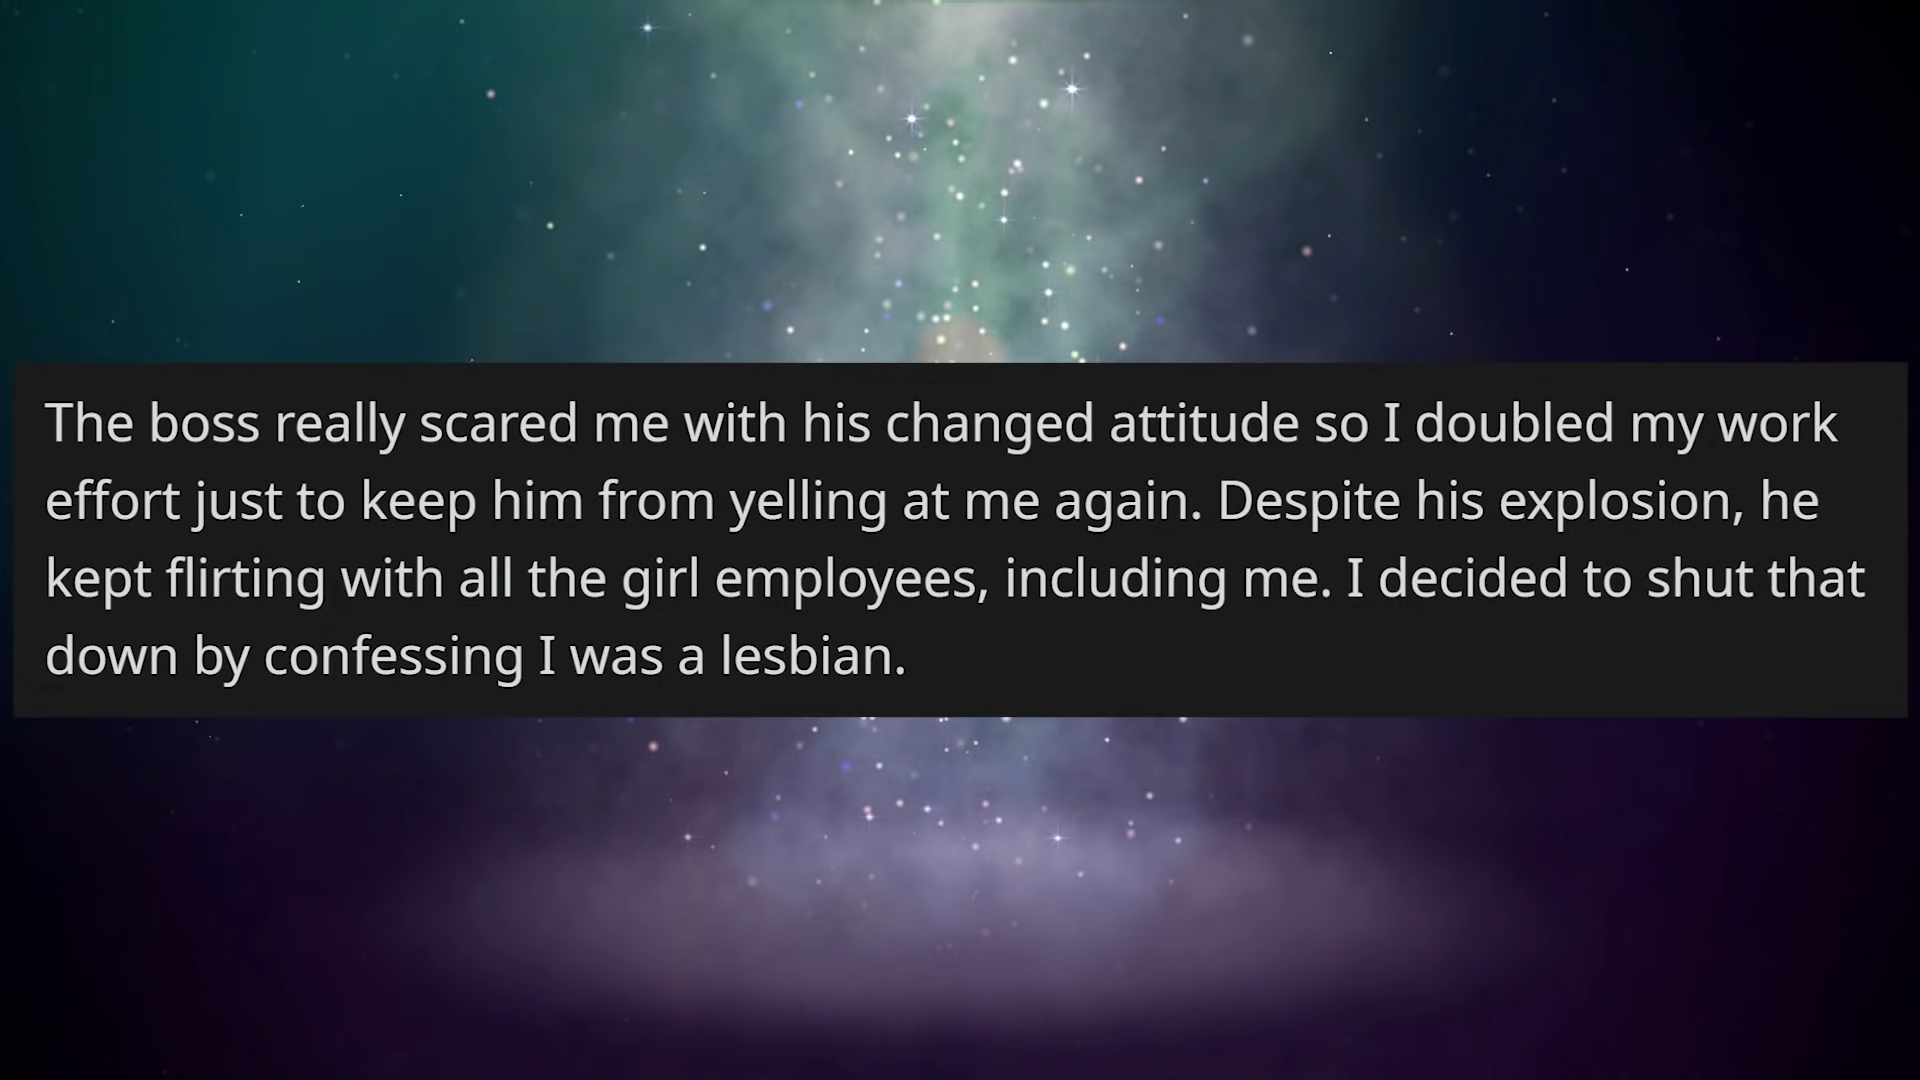 The boss really scared me with his changed attitude so I doubled my work
effort just to keep him from yelling at me again. Despite his explosion, he
kept flirting with all the girl employees, including me. I decided to shut that
down by confessing I was a lesbian.